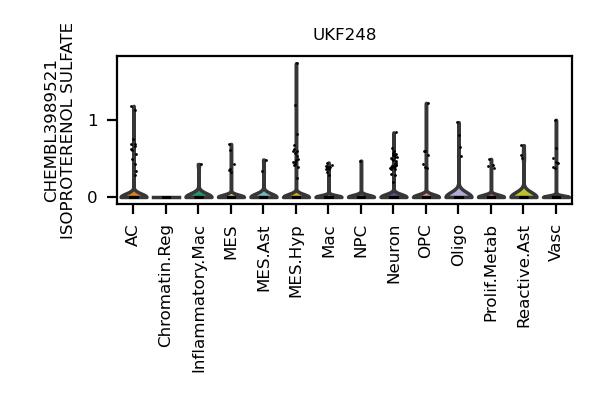 UKF248
CHEMBL3989521
ISOPROTERENOL SULFATE
1
0
AC
Chromatin.Reg
Inflammatory.Mac
MES
MES.Ast
MES.Hyp
Mac
NPC
Neuron
OPC
Oligo
Prolif.Metab
Reactive.Ast
Vasc